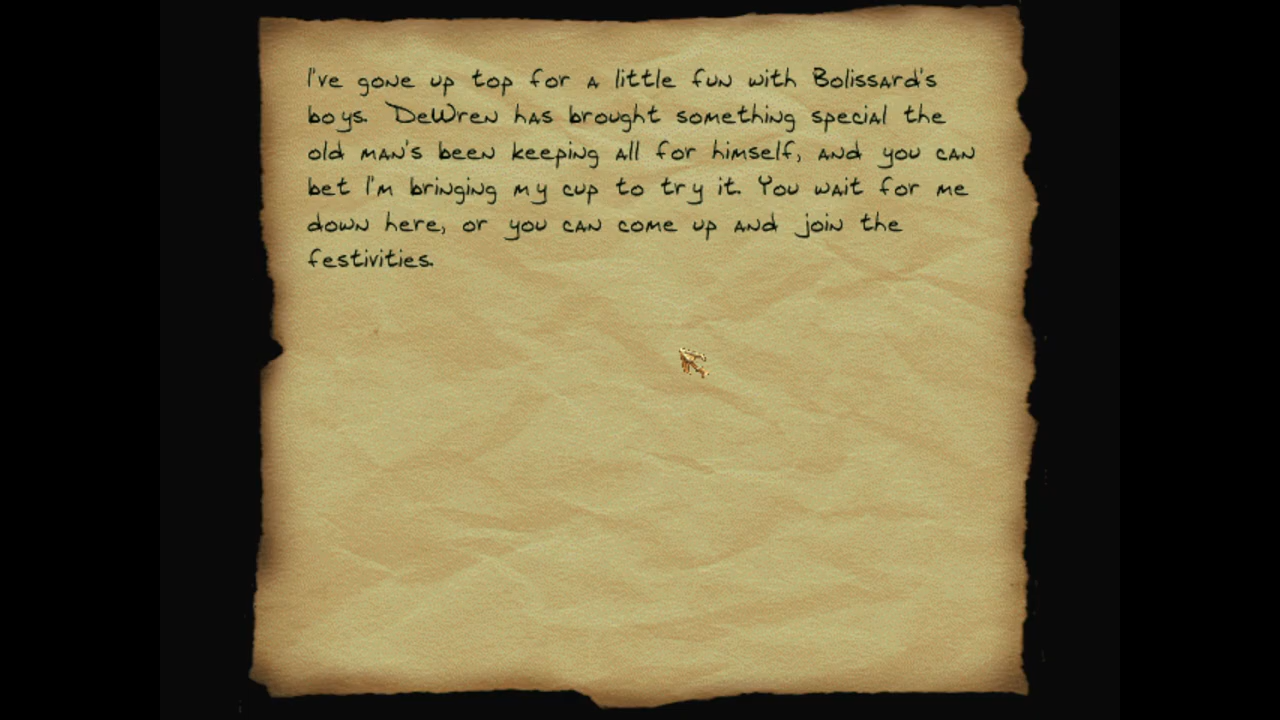 I've gone up top for a little fun with Bolissard's
boys. DeWren has brought something special the
old man's been keeping all for himself, and you can
bet I'm bringing my cup to try it. You wait for me
down here, or you can come up and join the
festivities.